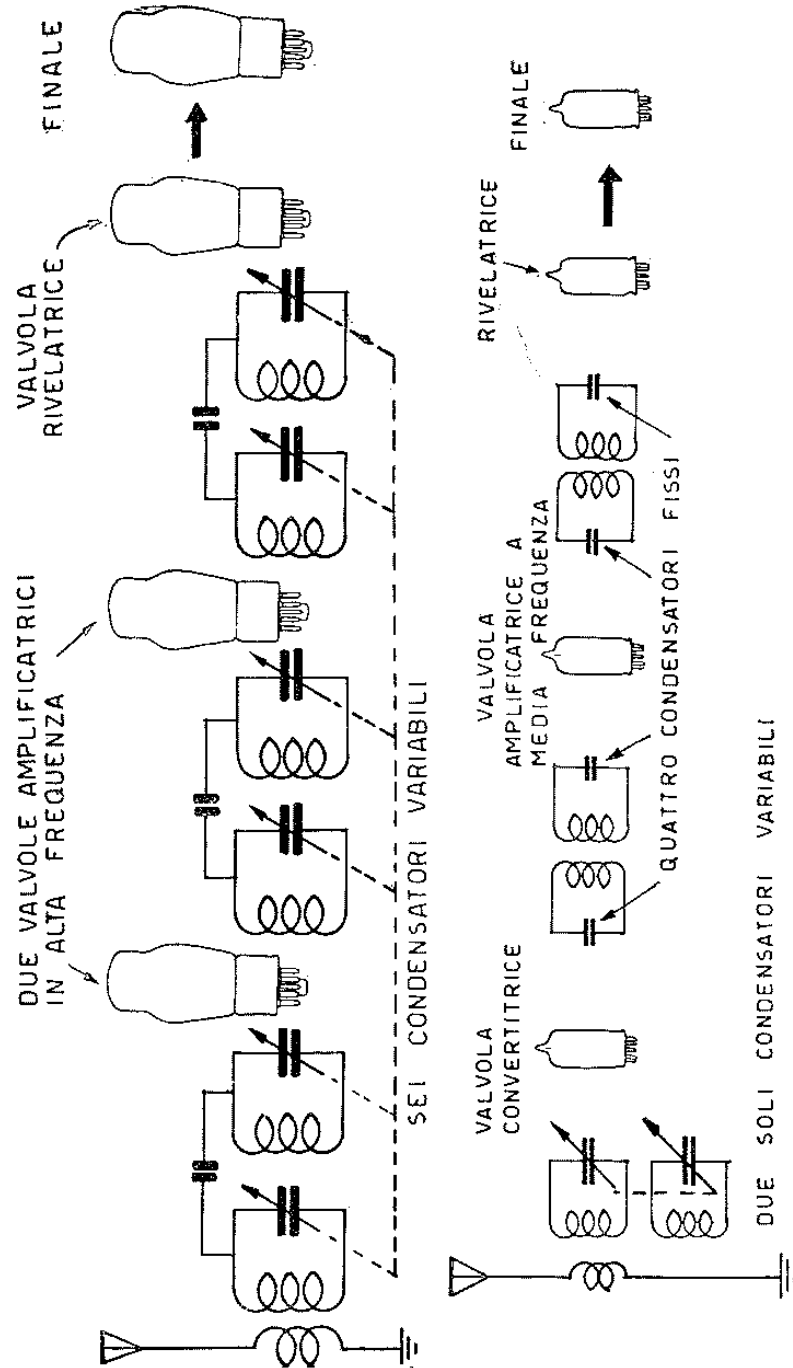 DUE VALVOLE AMPLIFICATRICI
IN ALTA FREQUENZA
VALVOLA
RIVELATRICE
FINALE
SEI CONDENSATORI VARIABILI
VALVOLA
CONVERTITRICE
VALVOLA
AMPLIFICATRICE A
MEDIA FREQUENZA
RIVELATRICE
FINALE
QUATTRO CONDENSATORI FISSI
DUE SOLI CONDENSATORI VARIABILI